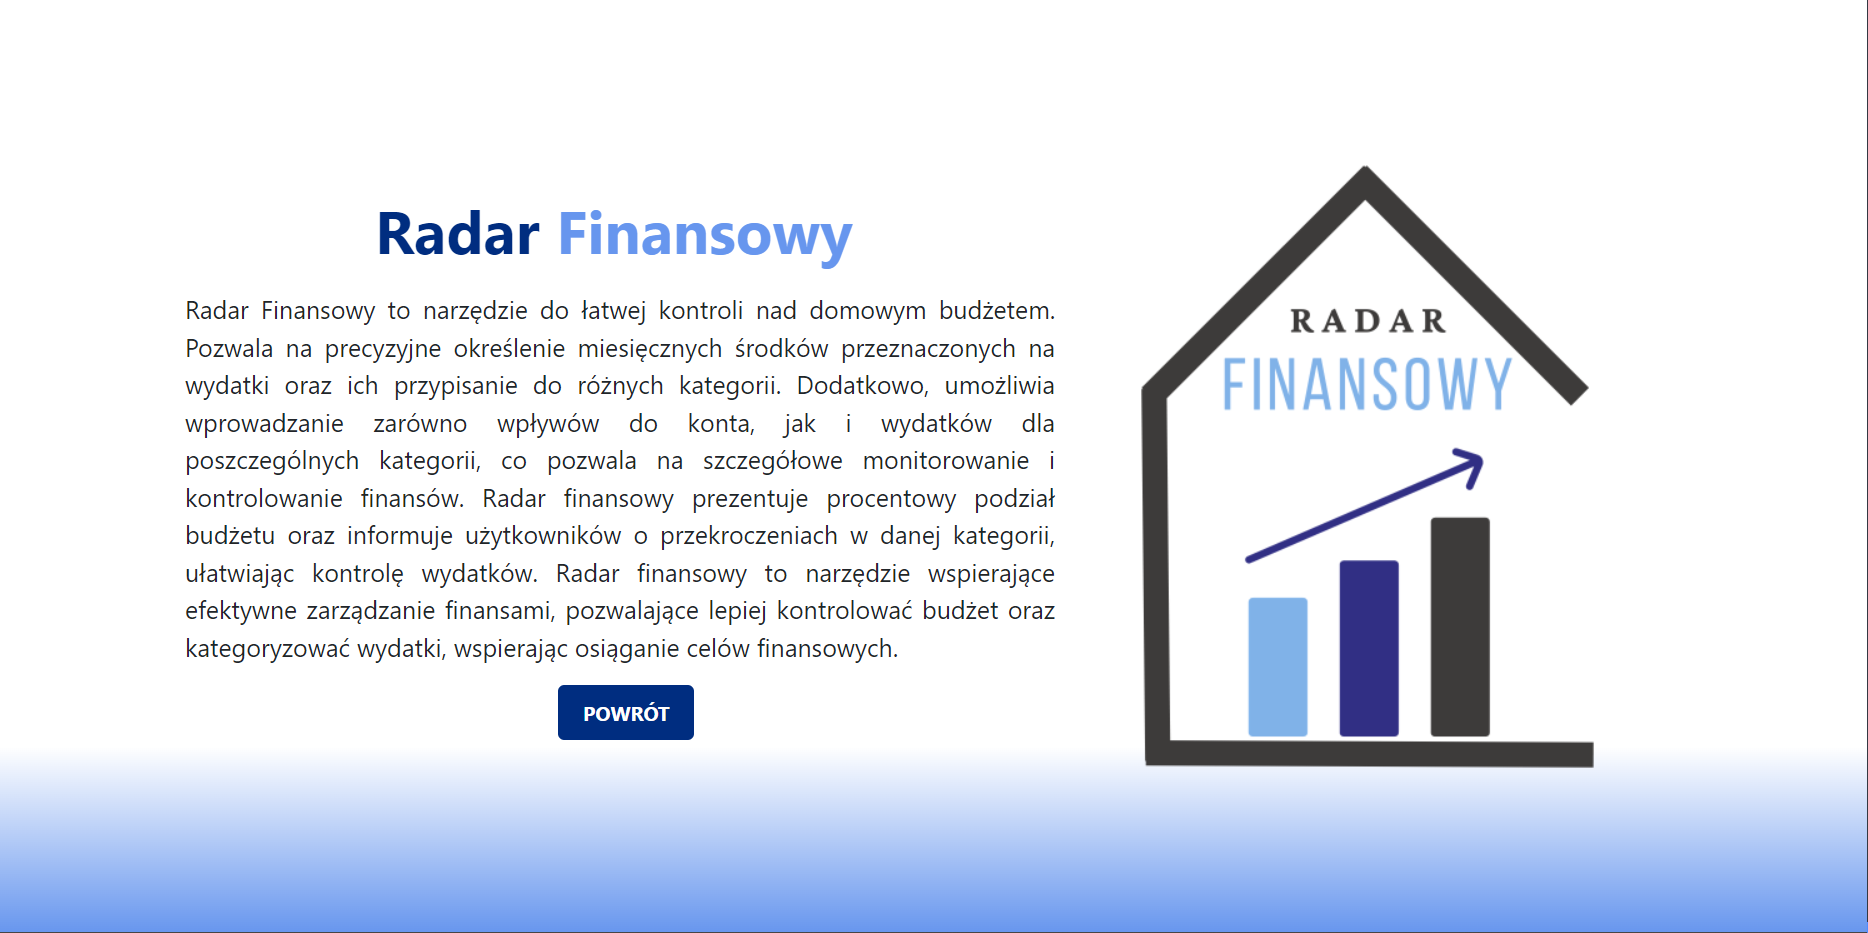 Radar Finansowy
Radar Finansowy to narzędzie do łatwej kontroli nad domowym budżetem.
Pozwala na precyzyjne określenie miesięcznych środków przeznaczonych na
wydatki oraz ich przypisanie do różnych kategorii. Dodatkowo, umożliwia
wprowadzanie zarówno wpływów do konta, jak i wydatków dla
poszczególnych kategorii, co pozwala na szczegółowe monitorowanie i
kontrolowanie finansów. Radar finansowy prezentuje procentowy podział
budżetu oraz informuje użytkowników o przekroczeniach w danej kategorii,
ułatwiając kontrolę wydatków. Radar finansowy to narzędzie wspierające
efektywne zarządzanie finansami, pozwalające lepiej kontrolować budżet oraz
kategoryzować wydatki, wspierając osiąganie celów finansowych.
POWRÓT
RADAR
FINANSOWY